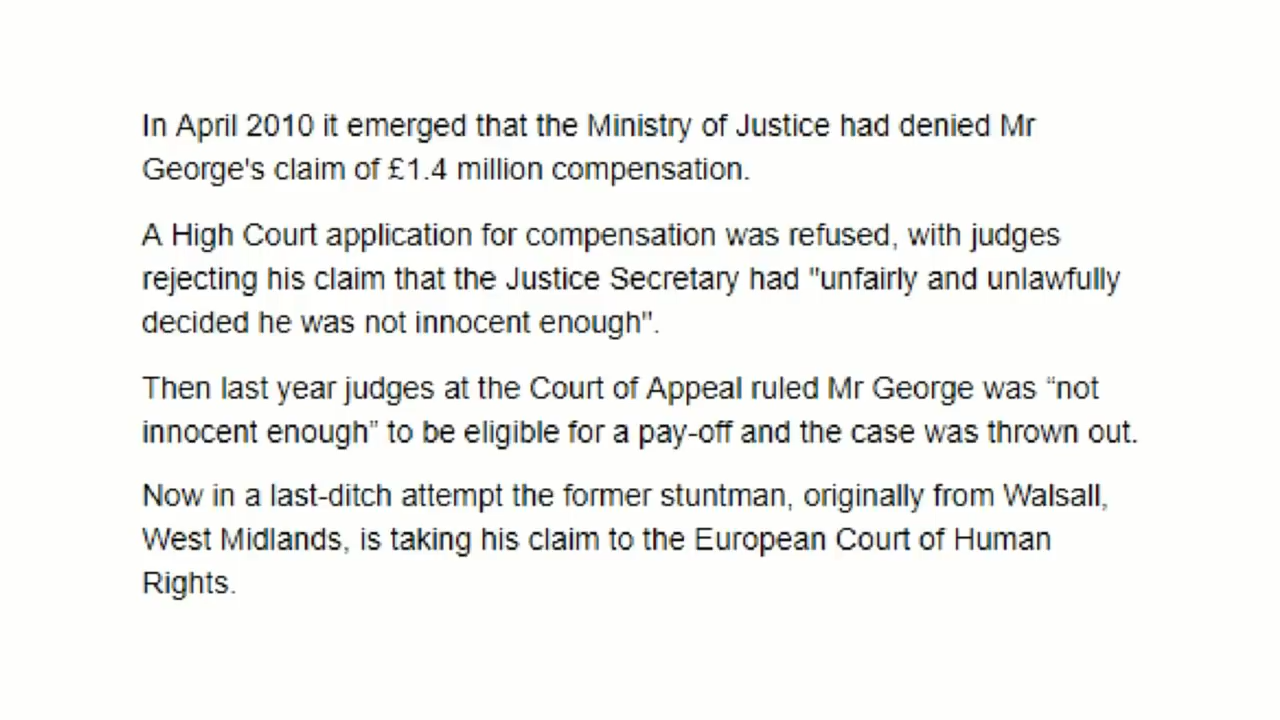 In April 2010 it emerged that the Ministry of Justice had denied Mr
George's claim of £1.4 million compensation.
A High Court application for compensation was refused, with judges
rejecting his claim that the Justice Secretary had "unfairly and unlawfully
decided he was not innocent enough".
Then last year judges at the Court of Appeal ruled Mr George was “not
innocent enough” to be eligible for a pay-off and the case was thrown out.
Now in a last-ditch attempt the former stuntman, originally from Walsall,
West Midlands, is taking his claim to the European Court of Human
Rights.